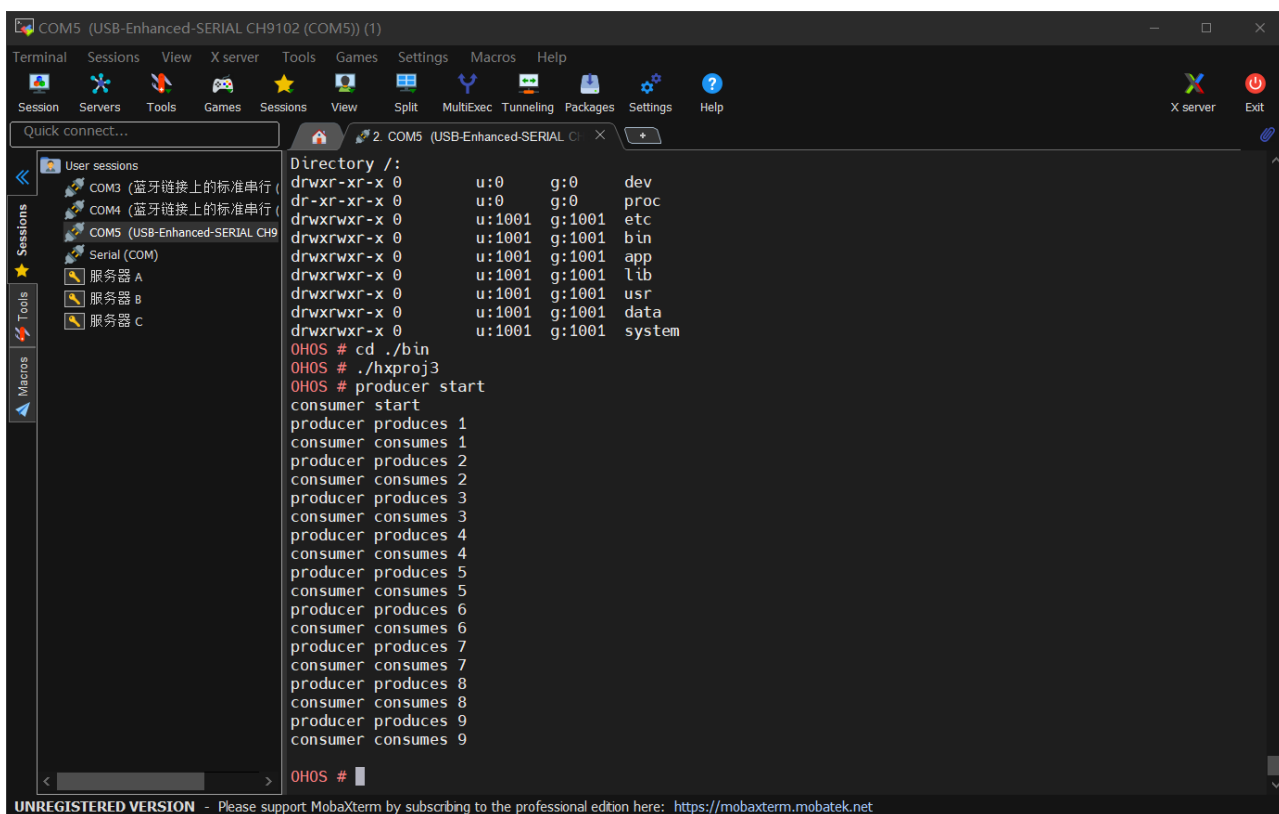 COM5 (USB-Enhanced-SERIAL CH9102 (COM5)) (1)
Terminal Sessions View X server Tools Games Settings Macros Help
Session Servers Tools Games Sessions View Split MultiExec Tunneling Packages Settings Help X server Exit
Quick connect...
2. COM5 (USB-Enhanced-SERIAL C
Sessions
Tools
Macros
User sessions
COM3 (蓝牙链接上的标准串行 (
COM4 (蓝牙链接上的标准串行 (
COM5 (USB-Enhanced-SERIAL CH9
Serial (COM)
服务器 A
服务器 B
服务器 C
Directory /:
drwxr-xr-x 0 u:0 g:0 dev
dr-xr-xr-x 0 u:0 g:0 proc
drwxrwxr-x 0 u:1001 g:1001 etc
drwxrwxr-x 0 u:1001 g:1001 bin
drwxrwxr-x 0 u:1001 g:1001 app
drwxrwxr-x 0 u:1001 g:1001 lib
drwxrwxr-x 0 u:1001 g:1001 usr
drwxrwxr-x 0 u:1001 g:1001 data
drwxrwxr-x 0 u:1001 g:1001 system
OHOS # cd ./bin
OHOS # ./hxproj3
OHOS # producer start
consumer start
producer produces 1
consumer consumes 1
producer produces 2
consumer consumes 2
producer produces 3
consumer consumes 3
producer produces 4
consumer consumes 4
producer produces 5
consumer consumes 5
producer produces 6
consumer consumes 6
producer produces 7
consumer consumes 7
producer produces 8
consumer consumes 8
producer produces 9
consumer consumes 9
OHOS #
UNREGISTERED VERSION - Please support MobaXterm by subscribing to the professional edition here: https://mobaxterm.mobatek.net